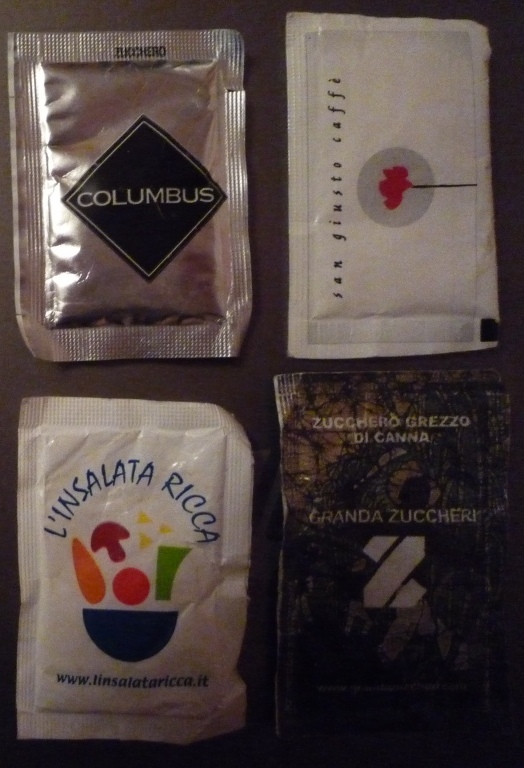 ZUCCHERO
COLUMBUS
san giusto caffè
L'INSALATA RICCA
www.linsalataricca.it
ZUCCHERO GREZZO
DI CANNA
GRANDA ZUCCHERI